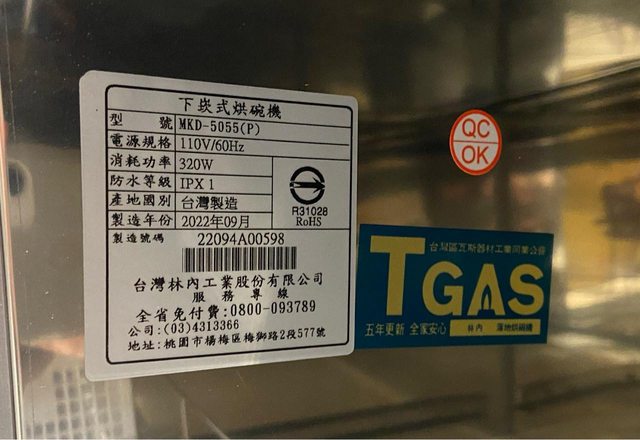 下崁式烘碗機
型 號 MKD-5055(P)
電源規格 110V/60Hz
消耗功率 320W
防水等級 IPX 1
產地國別 台灣製造
製造年份 2022年09月
R31028
RoHS
製造號碼 22094A00598
台灣林內工業股份有限公司
服務專線
全省免付費:0800-093789
公司:(03)4313366
地址:桃園市楊梅區梅獅路2段577號
QC
OK
台灣區瓦斯器材工業同業公會
TGAS
五年更新 全家安心
林內 落地烘碗機